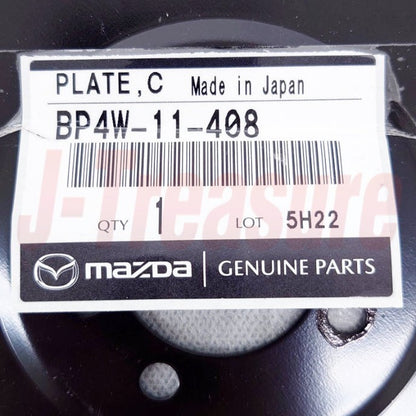 PLATE,C Made in Japan
BP4W-11-408
J-Treasure
QTY 1 LOT 5H22
mazda GENUINE PARTS